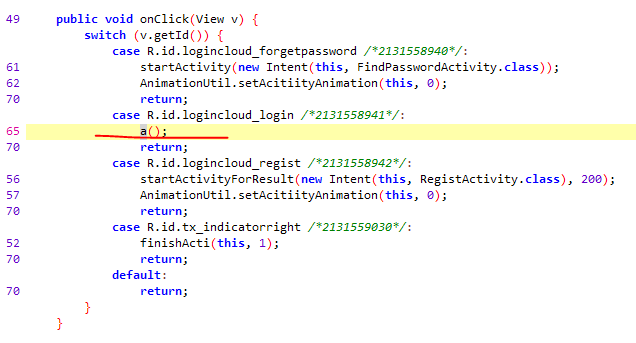 49 public void onClick(View v) {
switch (v.getId()) {
case R.id.logincloud_forgetpassword /*2131558940*/:
61 startActivity(new Intent(this, FindPasswordActivity.class));
62 AnimationUtil.setAcitiityAnimation(this, 0);
70 return;
case R.id.logincloud_login /*2131558941*/:
65 a();
70 return;
case R.id.logincloud_regist /*2131558942*/:
56 startActivityForResult(new Intent(this, RegistActivity.class), 200);
57 AnimationUtil.setAcitiityAnimation(this, 0);
70 return;
case R.id.tx_indicatorright /*2131559030*/:
52 finishActi(this, 1);
70 return;
default:
70 return;
}
}